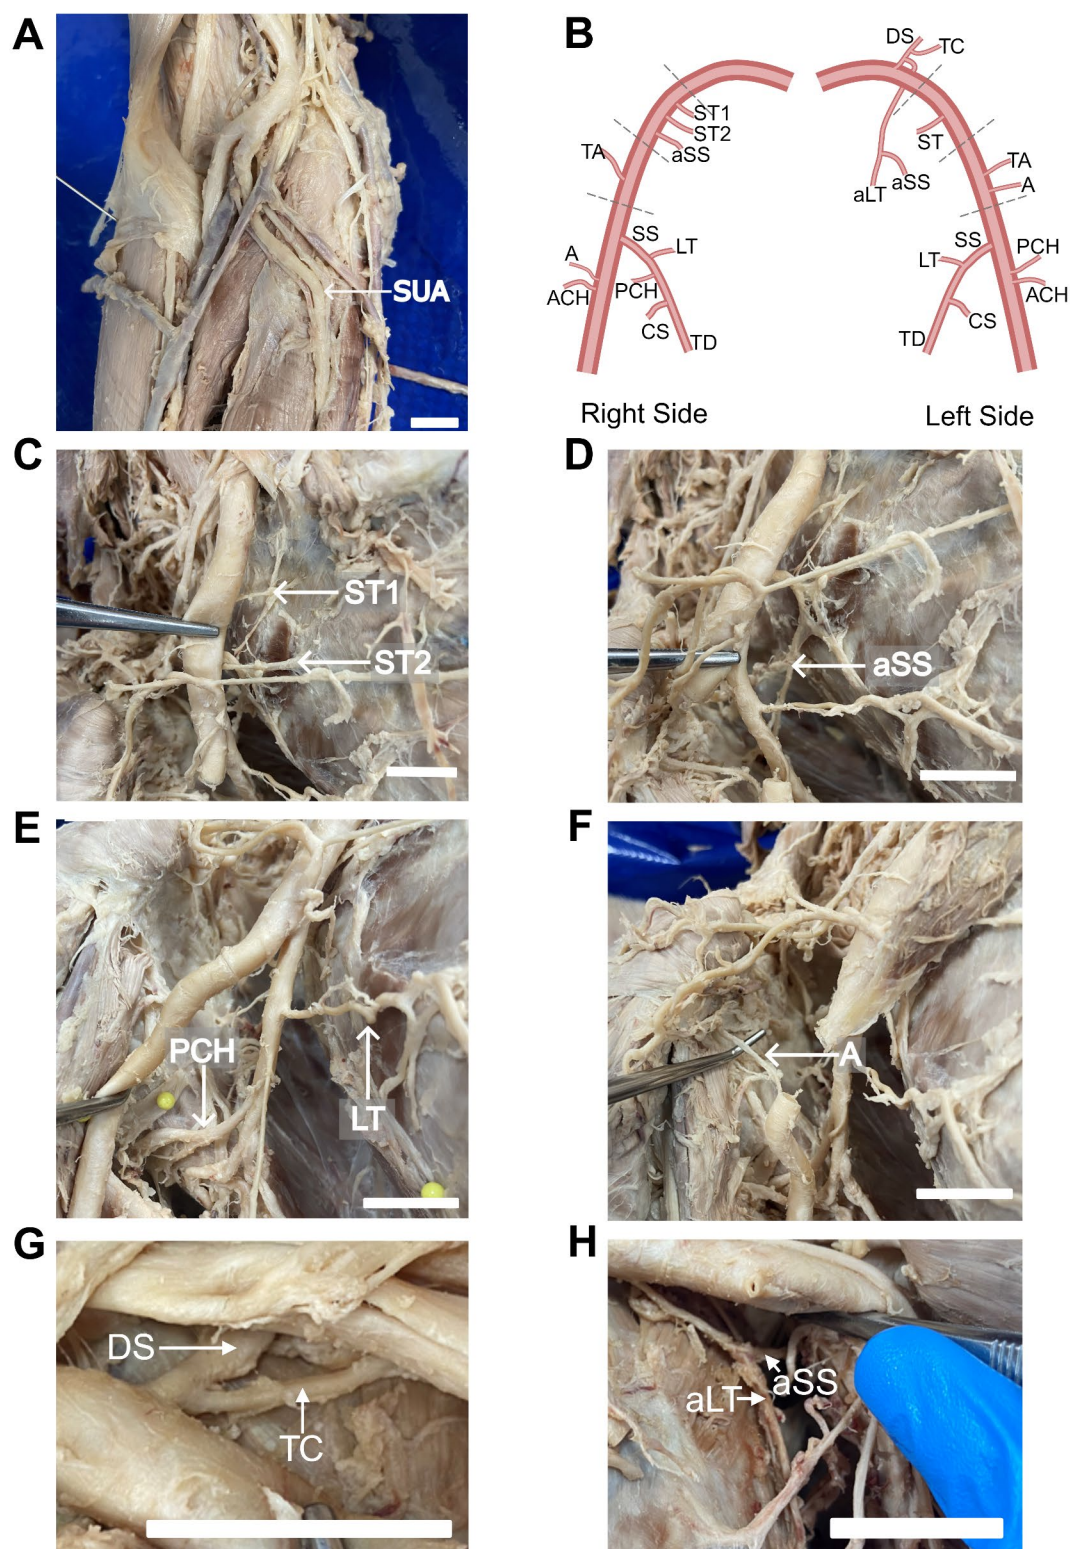 A
SUA
B
DS
TC
ST1
ST2
aSS
TA
ST
TA
A
aLT
aSS
SS
LT
A
ACH
PCH
CS
TD
SS
LT
PCH
ACH
CS
TD
Right Side
Left Side
C
ST1
ST2
D
aSS
E
PCH
LT
F
A
G
DS
TC
H
aSS
aLT